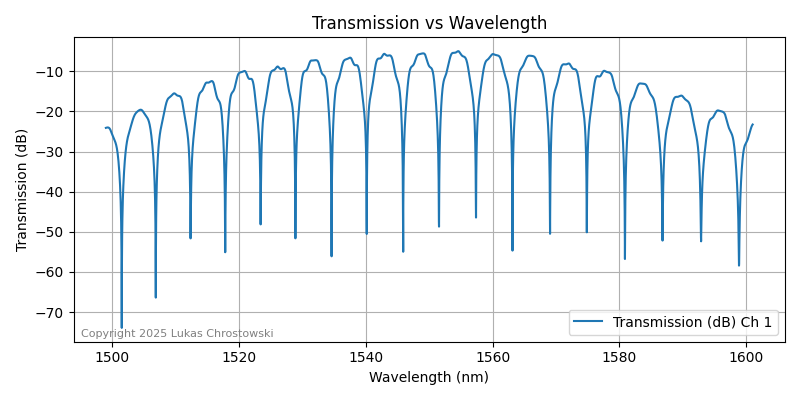 Transmission vs Wavelength
Transmission (dB)
−10
−20
−30
−40
−50
−60
−70
Copyright 2025 Lukas Chrostowski
Transmission (dB) Ch 1
1500 1520 1540 1560 1580 1600
Wavelength (nm)